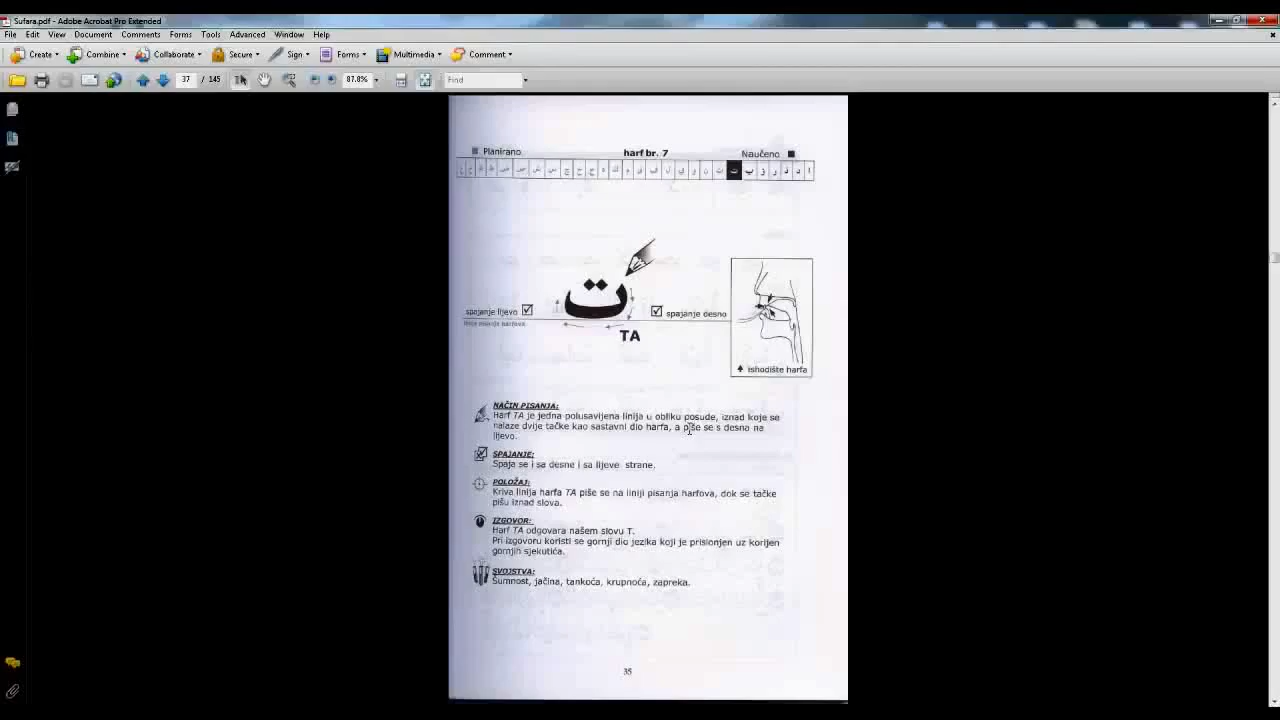 Sufara.pdf - Adobe Acrobat Pro Extended
File Edit View Document Comments Forms Tools Advanced Window Help
Create Combine Collaborate Secure Sign Forms Multimedia Comment
37 / 145 87.8% Find
Planirano harf br. 7 Naučeno
ا د ذ ر ز ب ت ث ن و ي ل ف ق م ك ه ح خ ج س ش ص ض ط ظ ع غ
ت
spajanje lijevo spajanje desno
linija pisanja harfova
TA
ishodište harfa
NAČIN PISANJA:
Harf TA je jedna polusavijena linija u obliku posude, iznad koje se
nalaze dvije tačke kao sastavni dio harfa, a piše se s desna na
lijevo.
SPAJANJE:
Spaja se i sa desne i sa lijeve strane.
POLOŽAJ:
Kriva linija harfa TA piše se na liniji pisanja harfova, dok se tačke
pišu iznad slova.
IZGOVOR:
Harf TA odgovara našem slovu T.
Pri izgovoru koristi se gornji dio jezika koji je prislonjen uz korijen
gornjih sjekutića.
SVOJSTVA:
Šumnost, jačina, tankoća, krupnoća, zapreka.
35